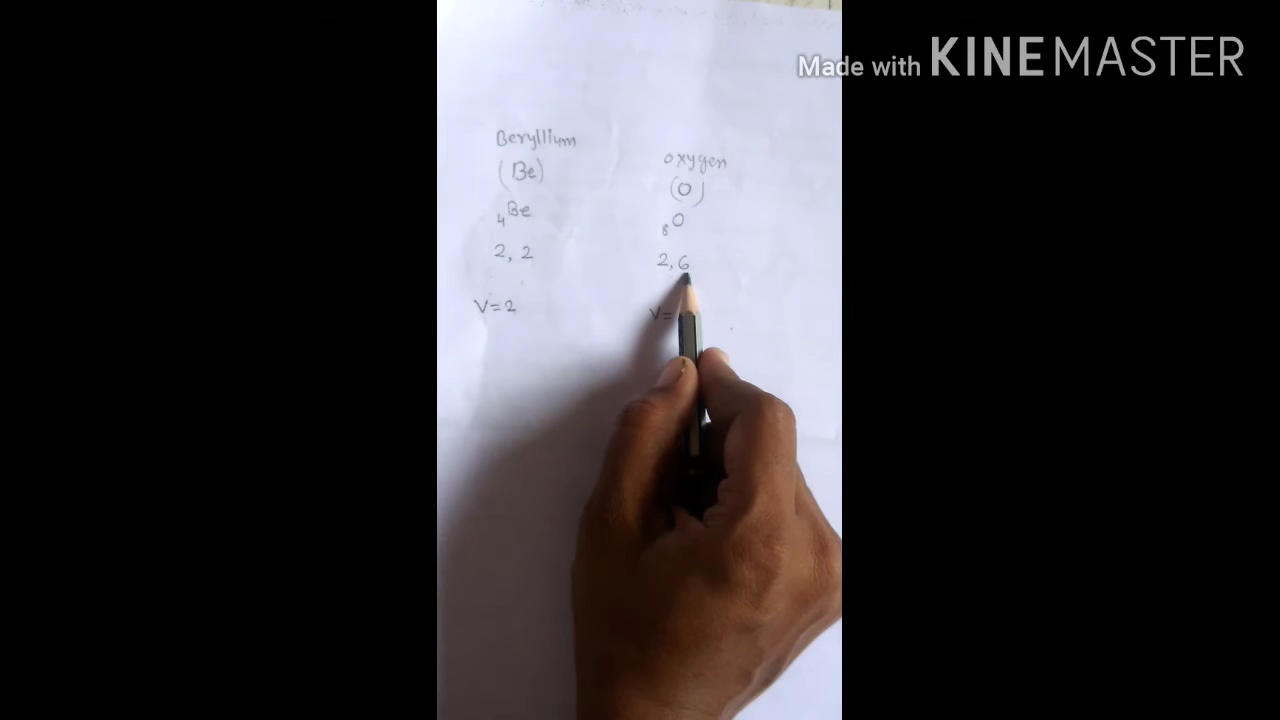 Made with KINEMASTER
Beryllium
(Be)
₄Be
2, 2
V=2
oxygen
(O)
₈O
2,6
V=